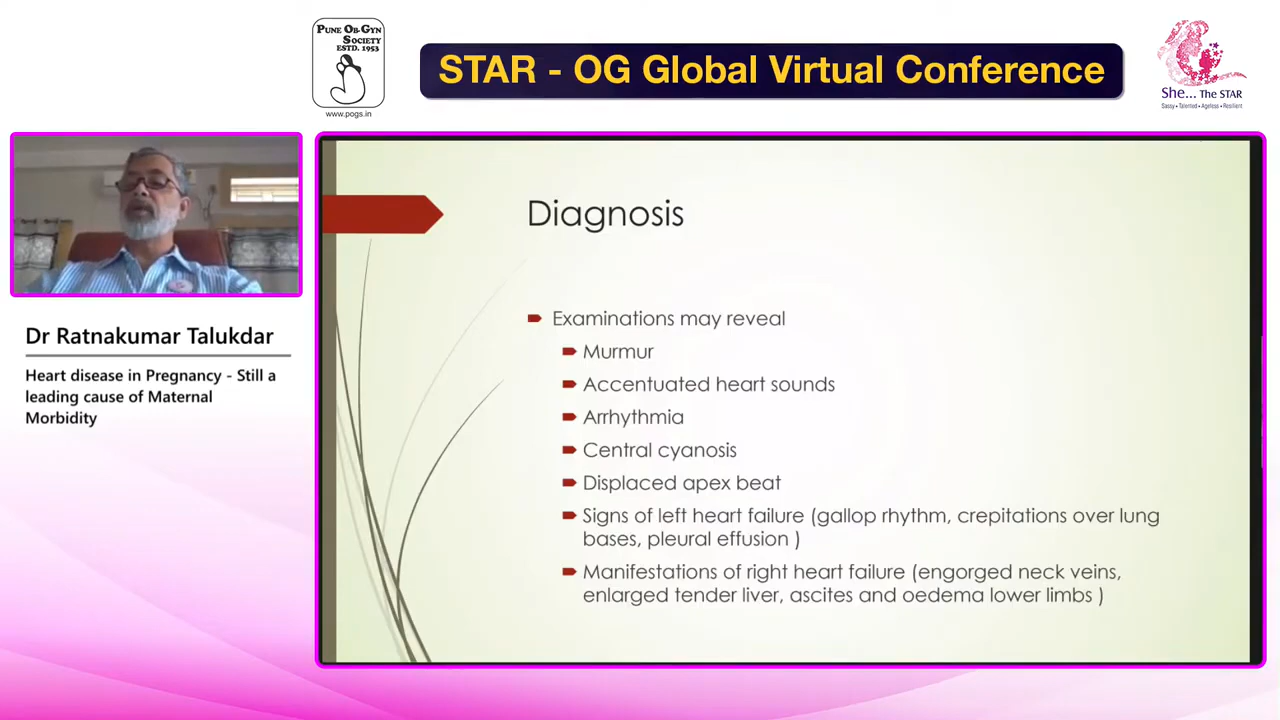 PUNE OB-GYN
SOCIETY
ESTD. 1953
www.pogs.in
STAR - OG Global Virtual Conference
She... The STAR
Sassy • Talented • Ageless • Resilient
Dr Ratnakumar Talukdar
Heart disease in Pregnancy - Still a
leading cause of Maternal
Morbidity
Diagnosis
Examinations may reveal
Murmur
Accentuated heart sounds
Arrhythmia
Central cyanosis
Displaced apex beat
Signs of left heart failure (gallop rhythm, crepitations over lung
bases, pleural effusion )
Manifestations of right heart failure (engorged neck veins,
enlarged tender liver, ascites and oedema lower limbs )